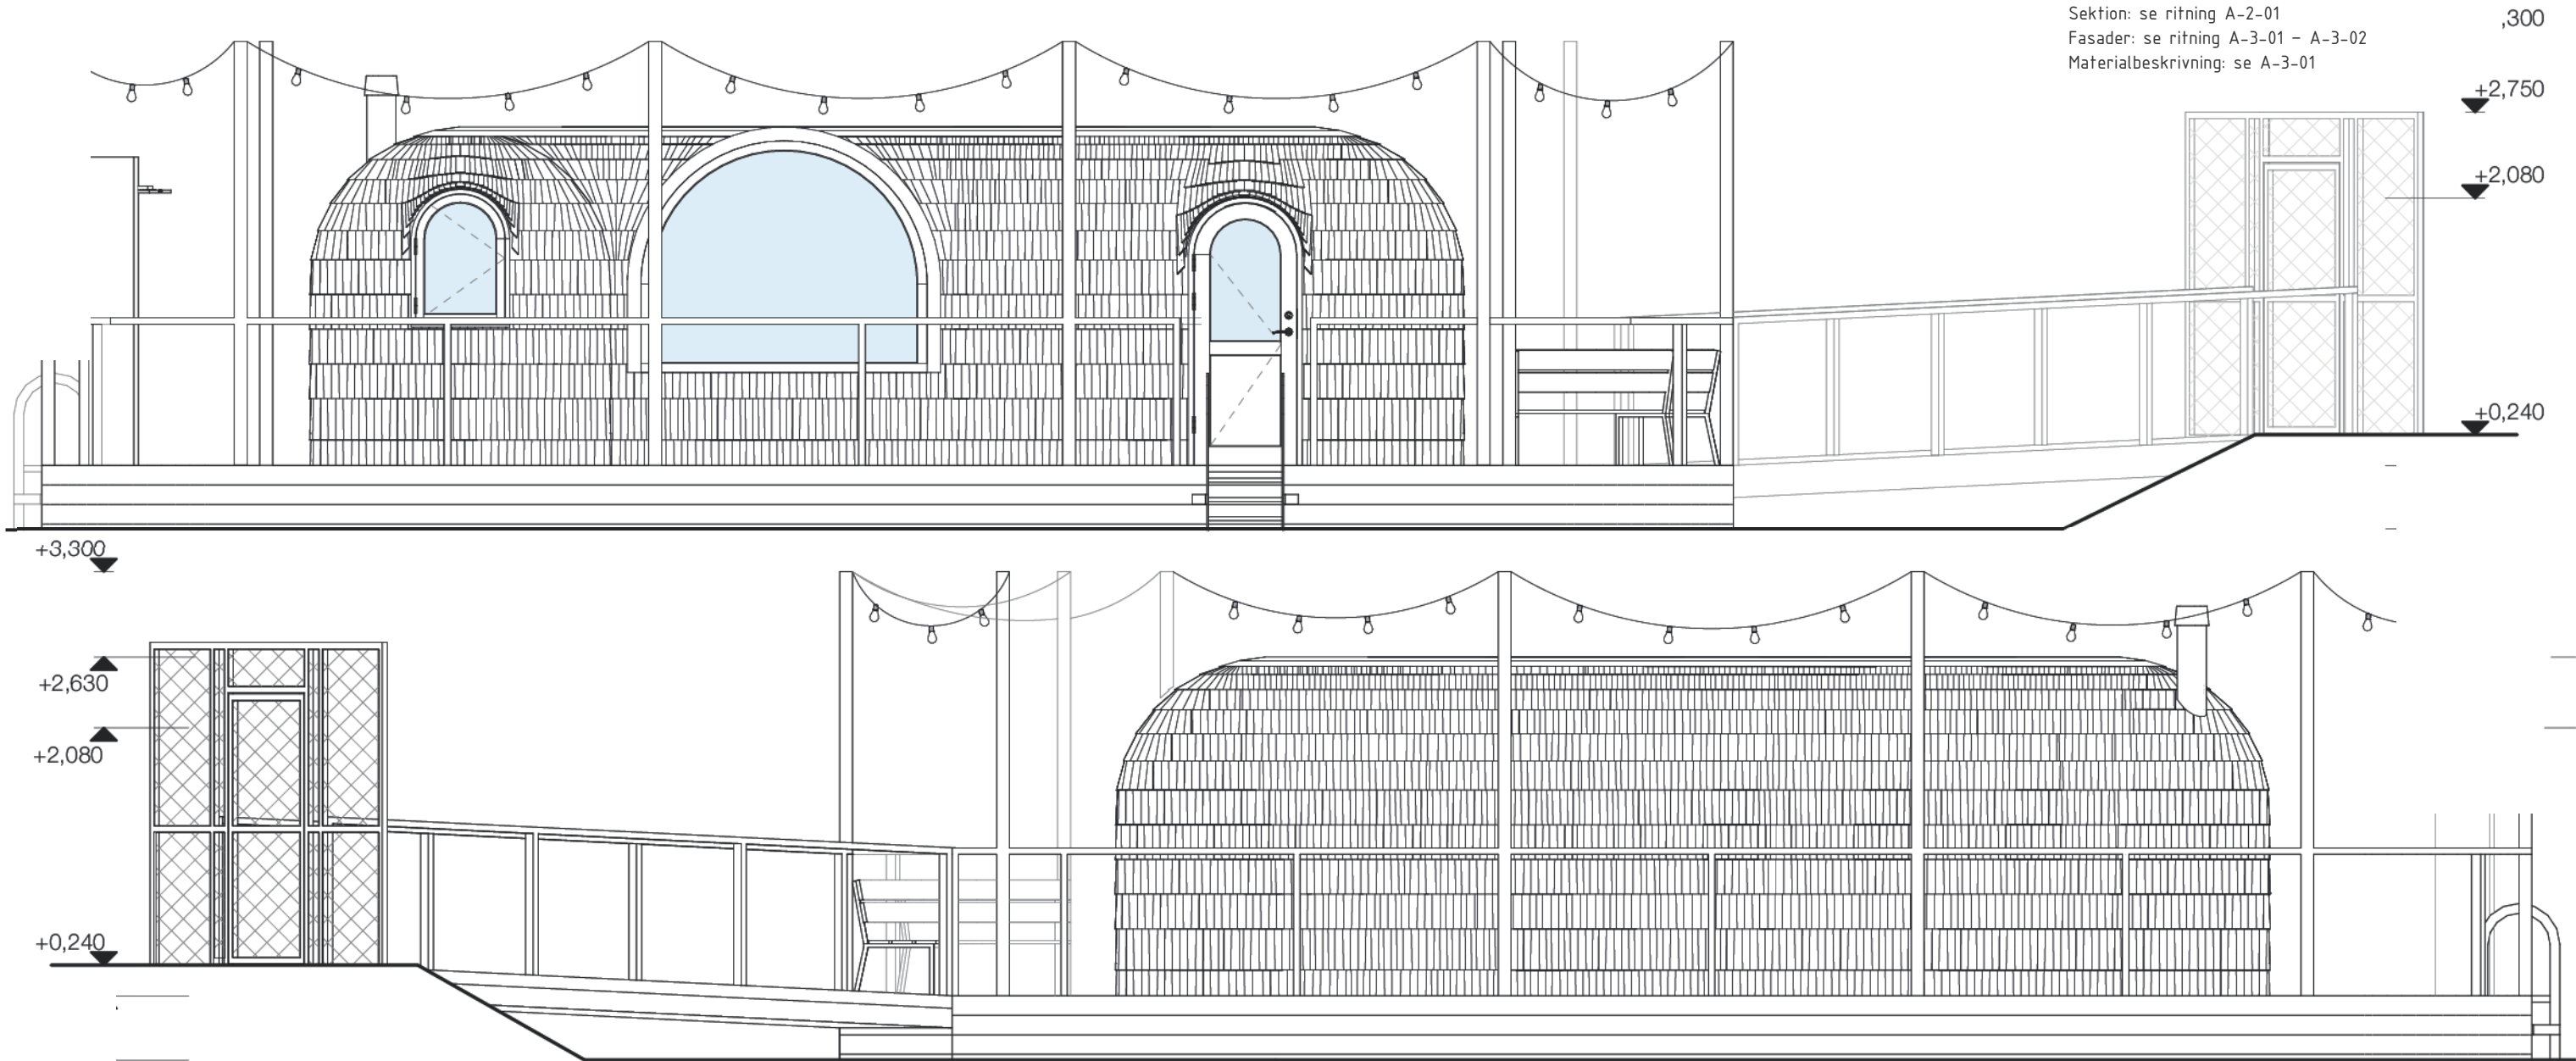 Sektion: se ritning A-2-01
Fasader: se ritning A-3-01 - A-3-02
Materialbeskrivning: se A-3-01
,300
+2,750
+2,080
+0,240
+3,300
+2,630
+2,080
+0,240